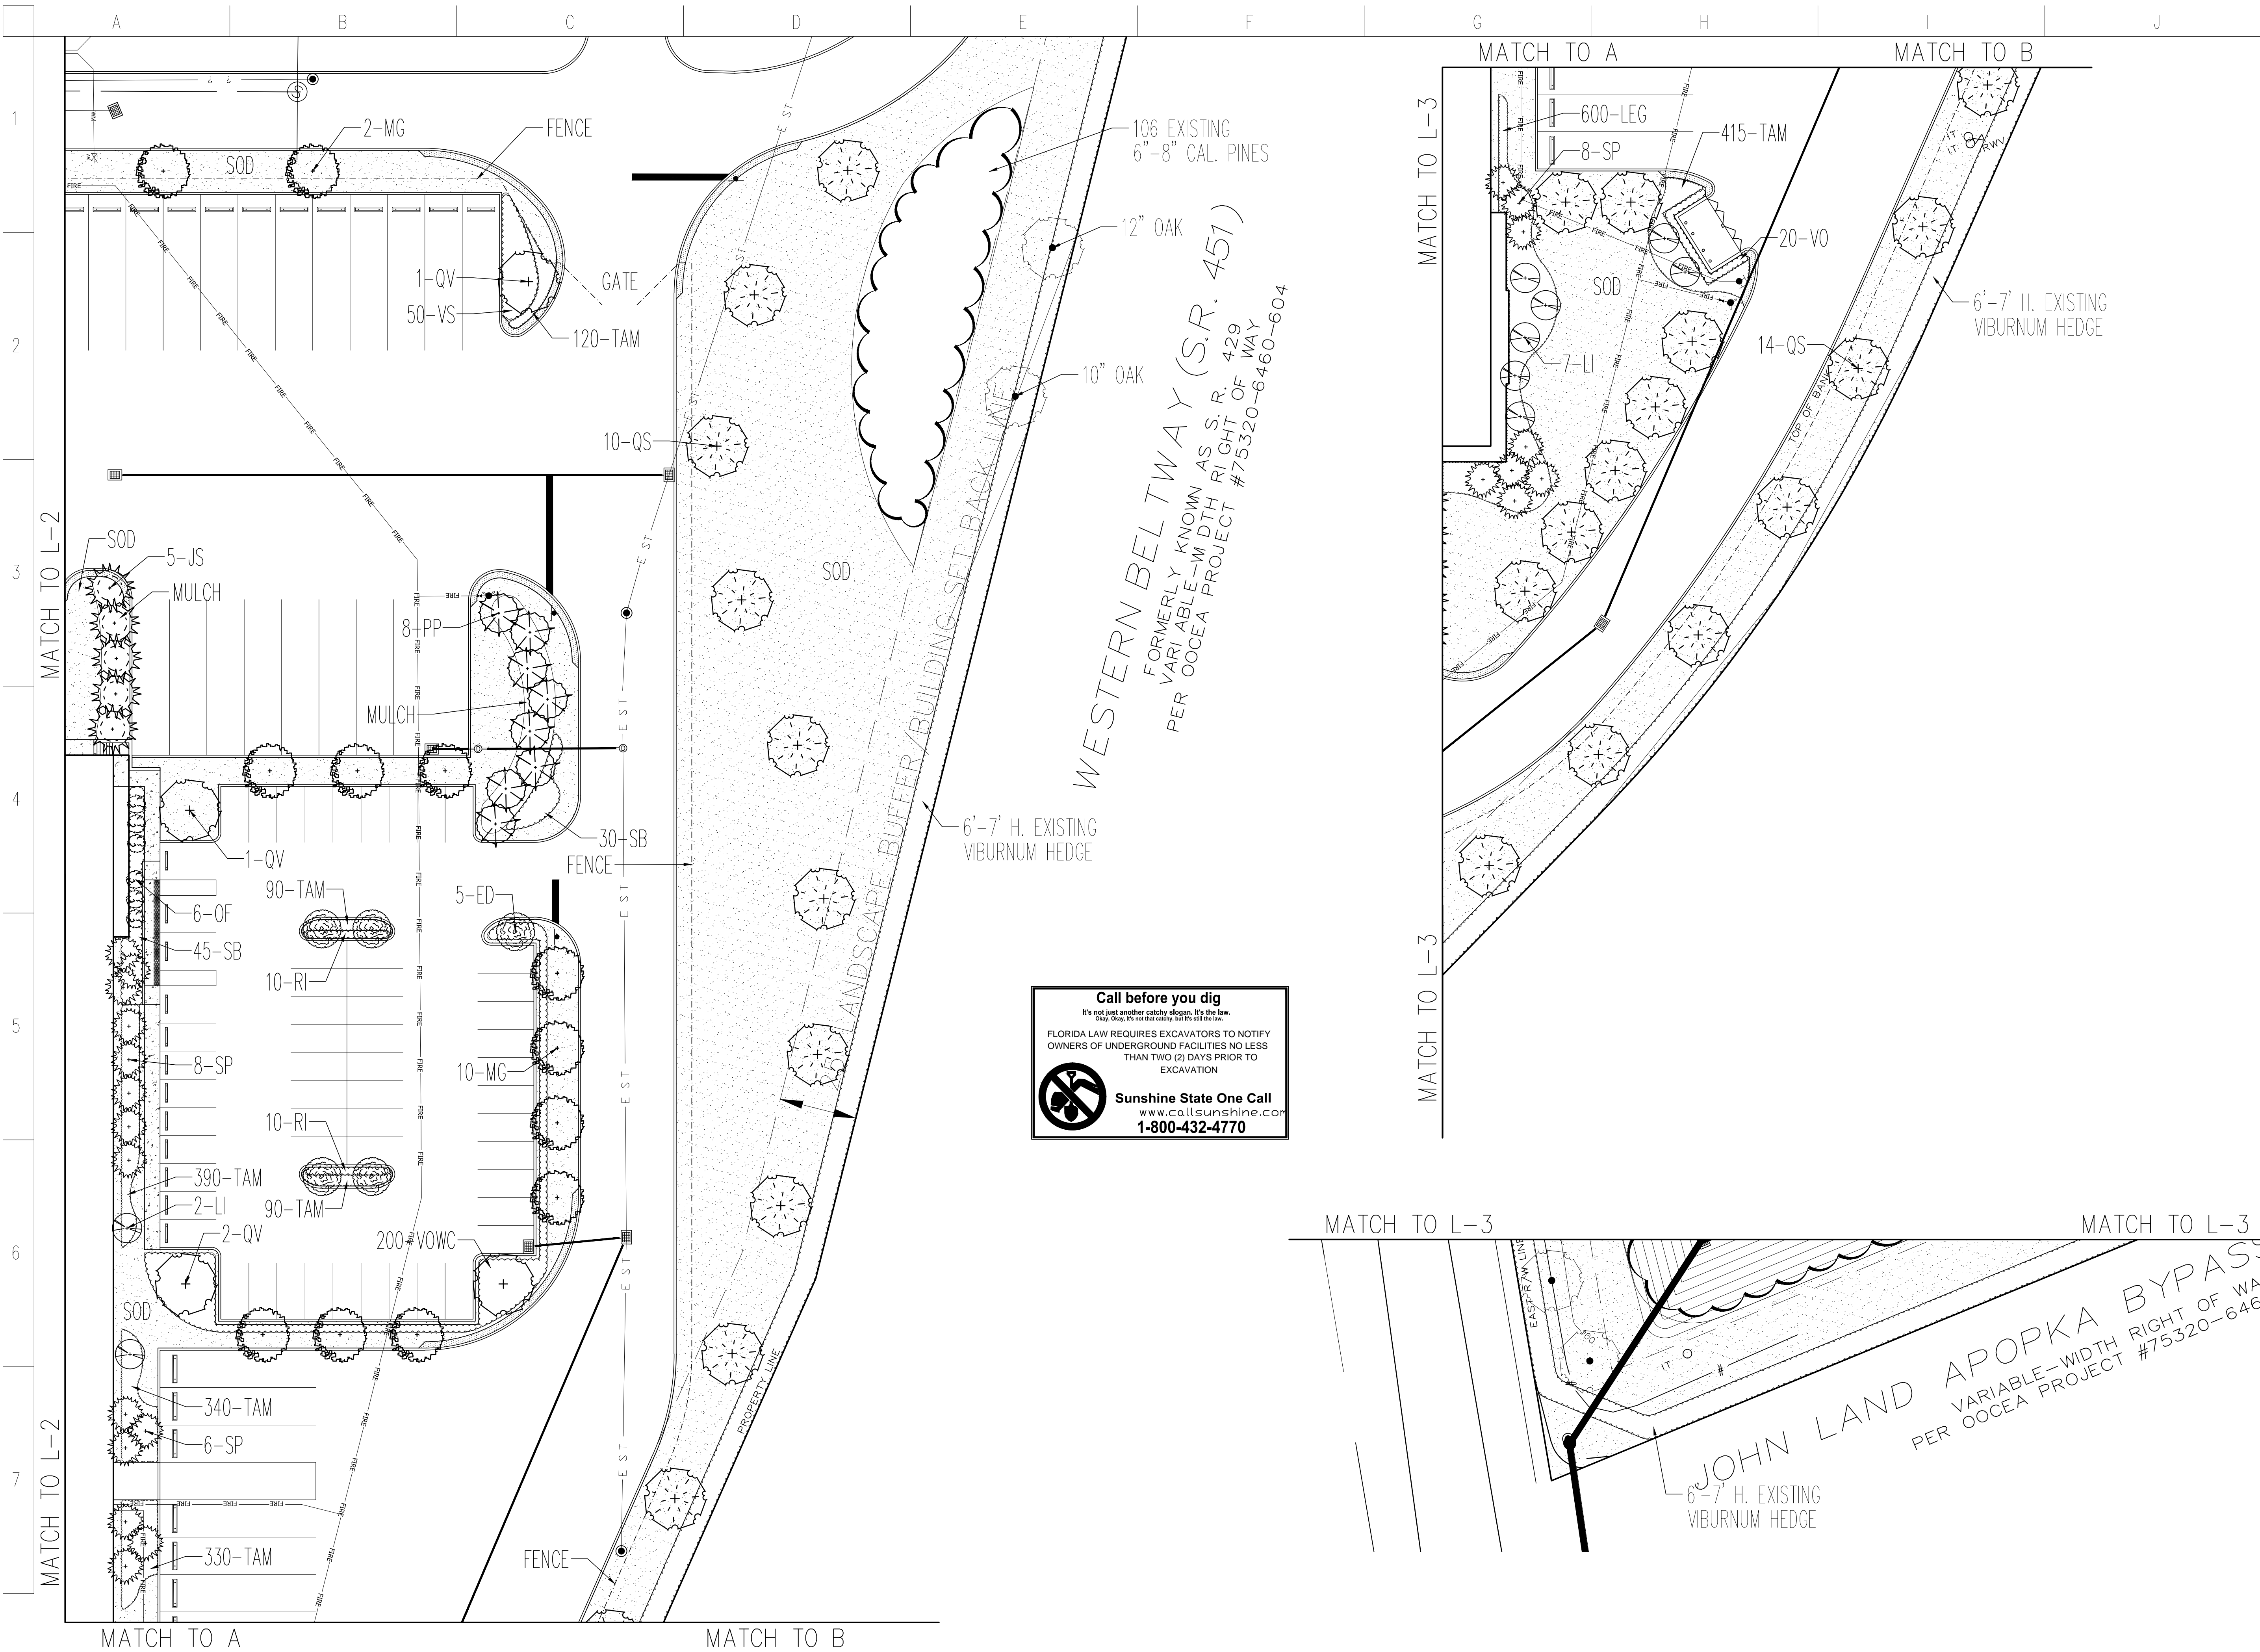 A B C D E F G H I J
1
2
3
4
5
6
7
MATCH TO L-2
MATCH TO L-2
2-MG
FENCE
SOD
1-QV
50-VS
120-TAM
GATE
106 EXISTING
6"-8" CAL. PINES
12" OAK
10" OAK
10-QS
SOD
WESTERN BELTWAY (S.R. 451)
FORMERLY KNOWN AS S. R. 429
VARIABLE-WIDTH RIGHT OF WAY
PER OOCEA PROJECT #75320-6460-604
SOD
5-JS
MULCH
8-PP
MULCH
30-SB
FENCE
1-QV
90-TAM
5-ED
6-OF
45-SB
10-RI
8-SP
10-MG
10-RI
390-TAM
2-LI
90-TAM
2-QV
200-VOWC
SOD
340-TAM
6-SP
330-TAM
FENCE
FIRE
E ST
25' LANDSCAPE BUFFER/BUILDING SET BACK LINE
PROPERTY LINE
6'-7' H. EXISTING
VIBURNUM HEDGE
MATCH TO A
MATCH TO B
Call before you dig
It's not just another catchy slogan. It's the law.
Okay, Okay, It's not that catchy, but it's still the law.
FLORIDA LAW REQUIRES EXCAVATORS TO NOTIFY
OWNERS OF UNDERGROUND FACILITIES NO LESS
THAN TWO (2) DAYS PRIOR TO
EXCAVATION
Sunshine State One Call
www.callsunshine.com
1-800-432-4770
MATCH TO A
MATCH TO B
MATCH TO L-3
MATCH TO L-3
600-LEG
415-TAM
8-SP
20-VO
SOD
7-LI
14-QS
TOP OF BANK
RWV
6'-7' H. EXISTING
VIBURNUM HEDGE
FIRE
MATCH TO L-3
MATCH TO L-3
EAST R/W LINE
JOHN LAND APOPKA BYPASS
VARIABLE-WIDTH RIGHT OF WA
PER OOCEA PROJECT #75320-646
6'-7' H. EXISTING
VIBURNUM HEDGE